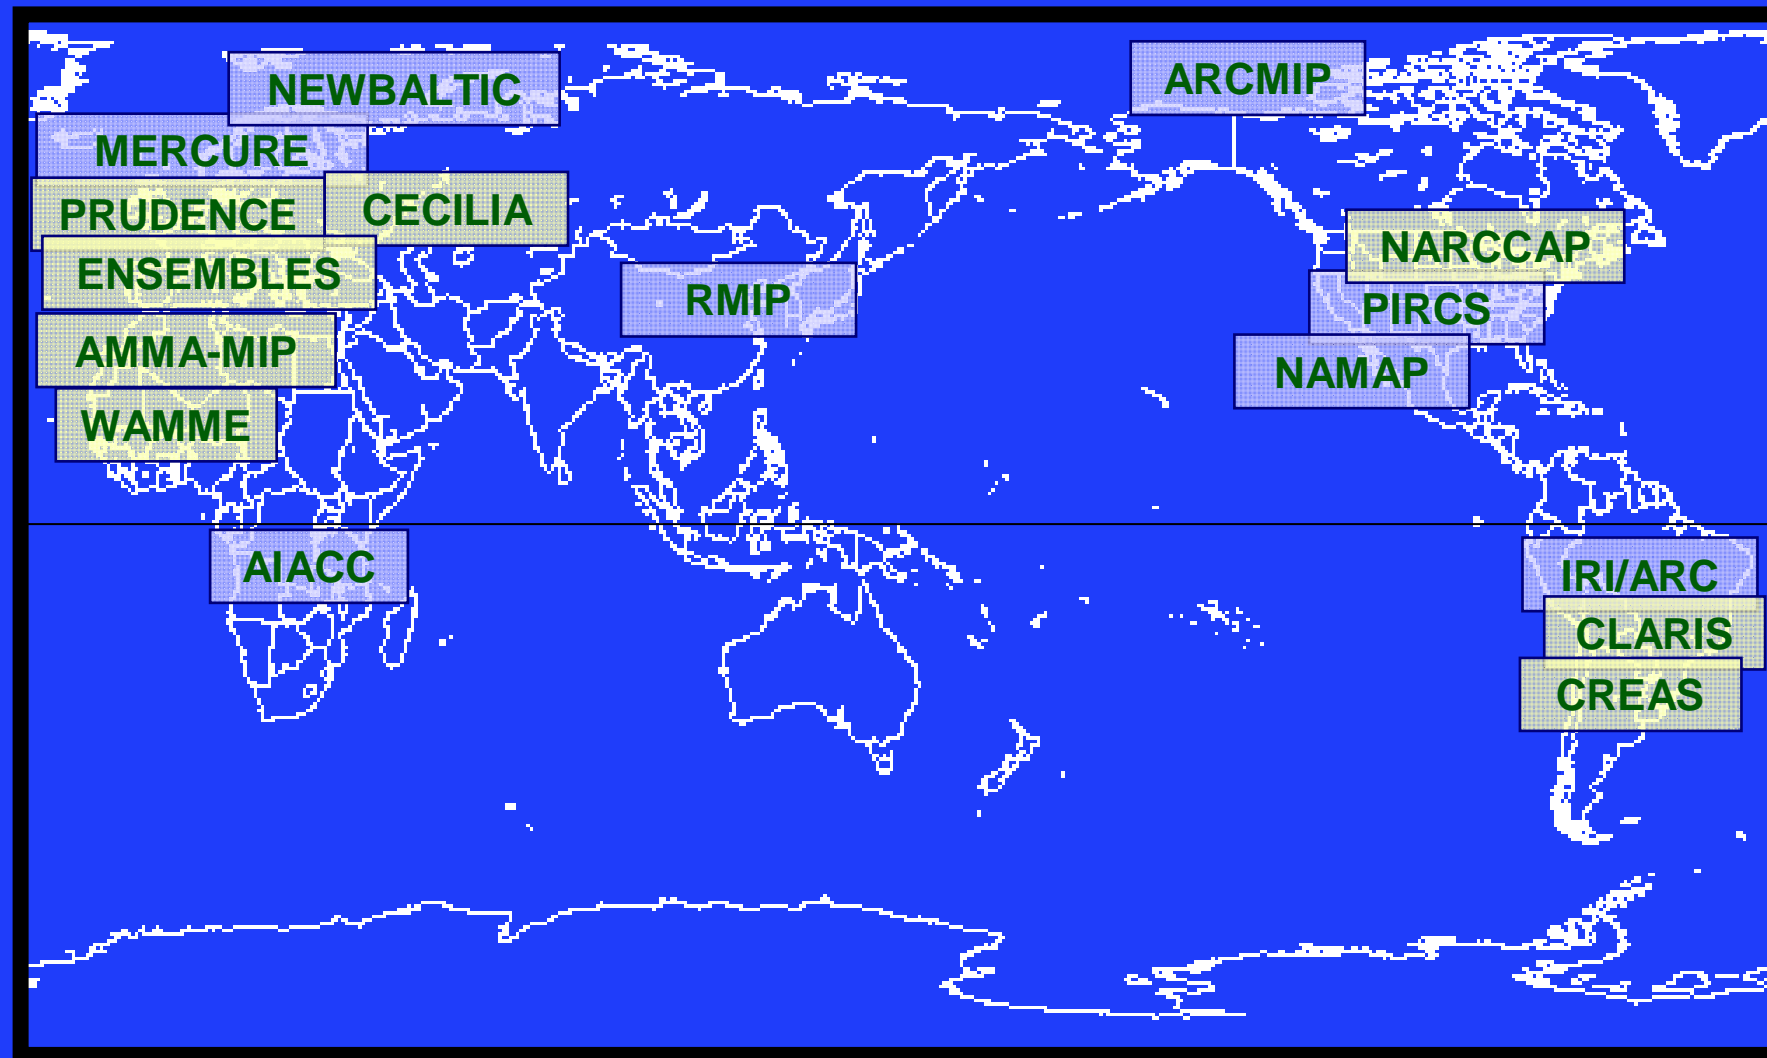 NEWBALTIC
ARCMIP
MERCURE
PRUDENCE
CECILIA
ENSEMBLES
NARCCAP
RMIP
PIRCS
AMMA-MIP
NAMAP
WAMME
AIACC
IRI/ARC
CLARIS
CREAS